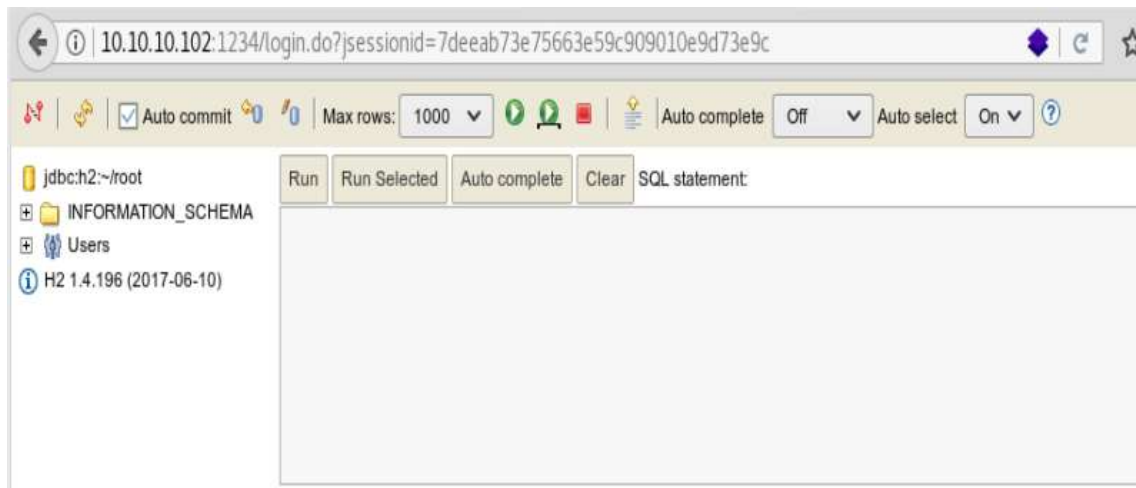 10.10.10.102:1234/login.do?jsessionid=7deeab73e75663e59c909010e9d73e9c
Auto commit Max rows: 1000 Auto complete Off Auto select On
jdbc:h2:~/root
INFORMATION_SCHEMA
Users
H2 1.4.196 (2017-06-10)
Run Run Selected Auto complete Clear SQL statement: